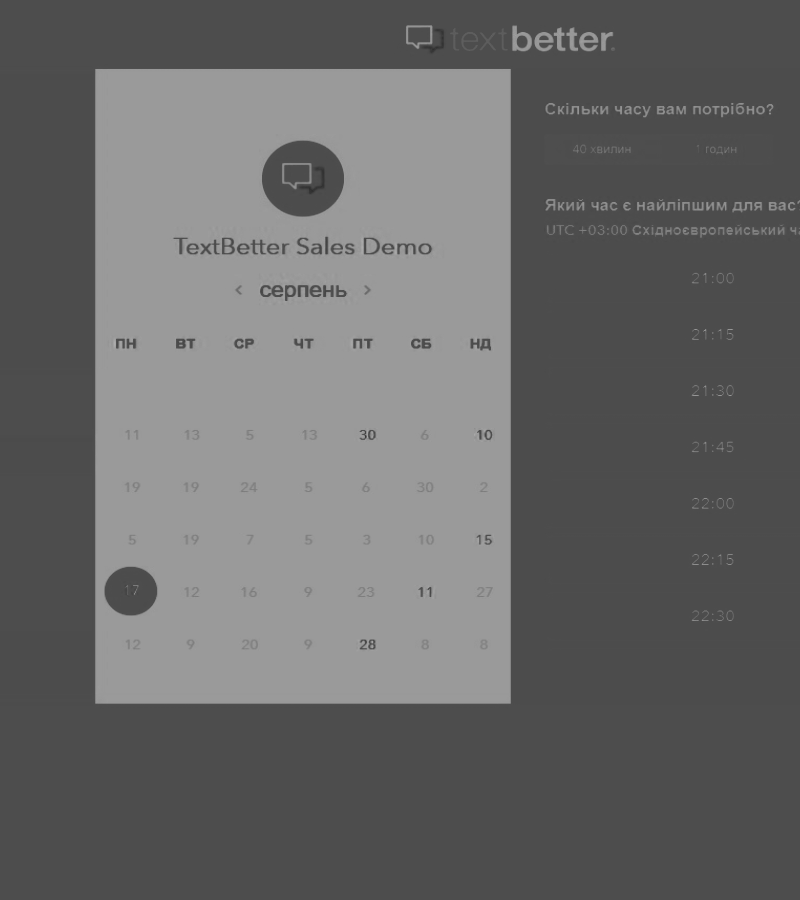 textbetter.
TextBetter Sales Demo
< серпень >
ПН ВТ СР ЧТ ПТ СБ НД
11 13 5 13 30 6 10
19 19 24 5 6 30 2
5 19 7 5 3 10 15
17 12 16 9 23 11 27
12 9 20 9 28 8 8
Скільки часу вам потрібно?
40 хвилин 1 годин
Який час є найліпшим для вас?
UTC +03:00 Східноєвропейський ча
21:00
21:15
21:30
21:45
22:00
22:15
22:30